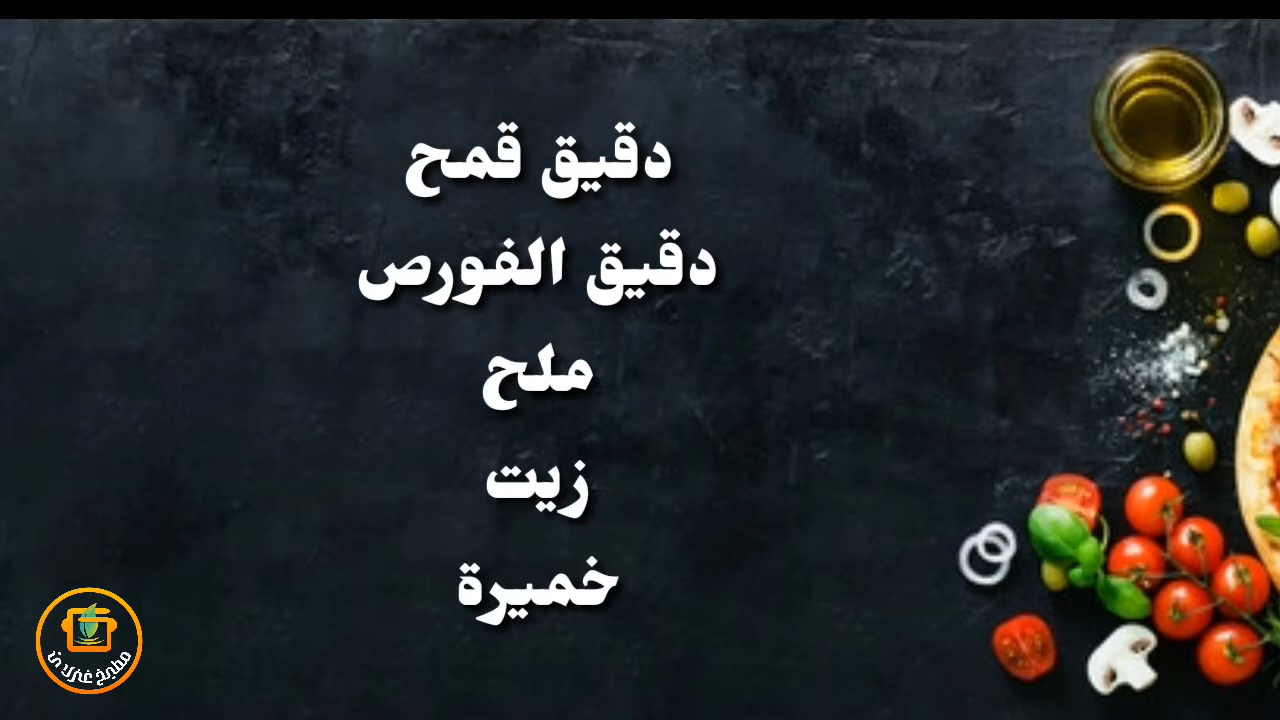 دقيق قمح
دقيق الفورص
ملح
زيت
خميرة